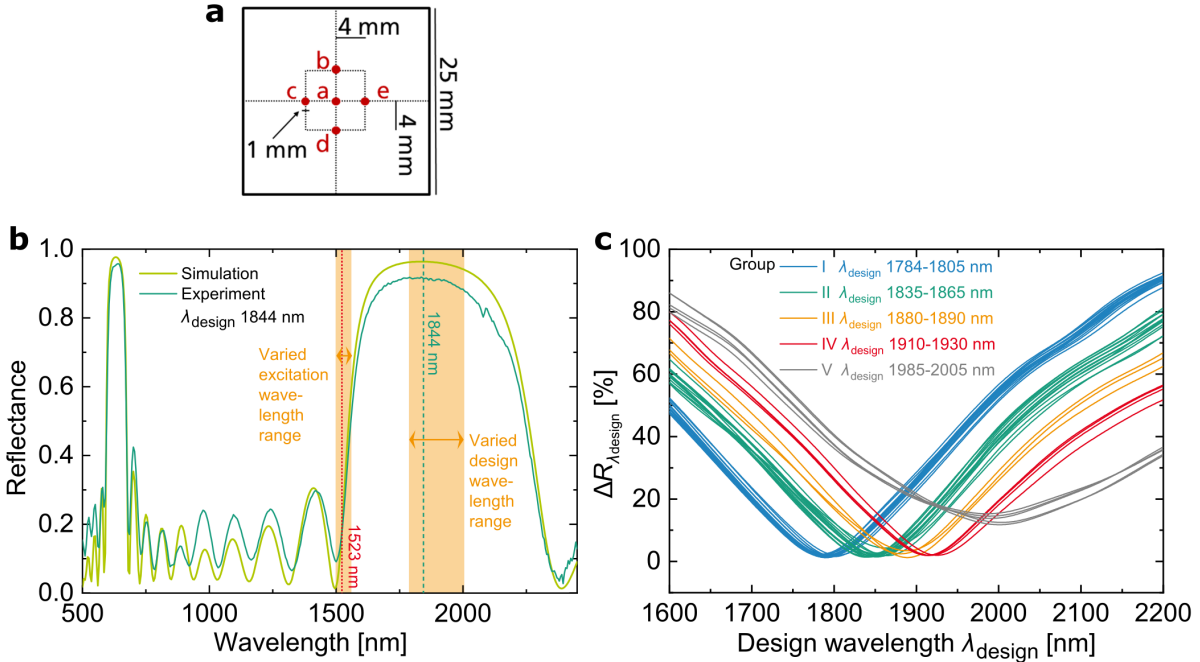 a
4 mm
b
c
a
e
d
1 mm
4 mm
25 mm
b
1.0
0.8
0.6
0.4
0.2
0.0
Reflectance
Simulation
Experiment
λdesign 1844 nm
Varied
excitation
wave-
length
range
1844 nm
Varied
design
wave-
length
range
1523 nm
500
1000
1500
2000
Wavelength [nm]
c
100
80
60
40
20
0
ΔRλdesign [%]
Group
I λdesign 1784-1805 nm
II λdesign 1835-1865 nm
III λdesign 1880-1890 nm
IV λdesign 1910-1930 nm
V λdesign 1985-2005 nm
1600
1700
1800
1900
2000
2100
2200
Design wavelength λdesign [nm]